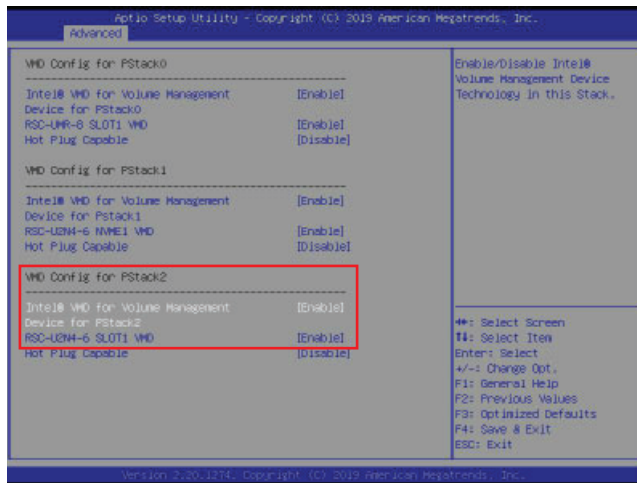 Aptio Setup Utility - Copyright (C) 2019 American Megatrends, Inc.
Advanced
VMD Config for PStack0
Intel® VMD for Volume Management [Enable]
Device for PStack0
RSC-UMR-8 SLOT1 VMD [Enable]
Hot Plug Capable [Disable]
VMD Config for PStack1
Intel® VMD for Volume Management [Enable]
Device for Pstack1
RSC-U2N4-6 NVME1 VMD [Enable]
Hot Plug Capable [Disable]
VMD Config for PStack2
Intel® VMD for Volume Management [Enable]
Device for PStack2
RSC-U2N4-6 SLOT1 VMD [Enable]
Hot Plug Capable [Disable]
Enable/Disable Intel®
Volume Management Device
Technology in this Stack.
→←: Select Screen
↑↓: Select Item
Enter: Select
+/-: Change Opt.
F1: General Help
F2: Previous Values
F3: Optimized Defaults
F4: Save & Exit
ESC: Exit
Version 2.20.1274. Copyright (C) 2019 American Megatrends, Inc.